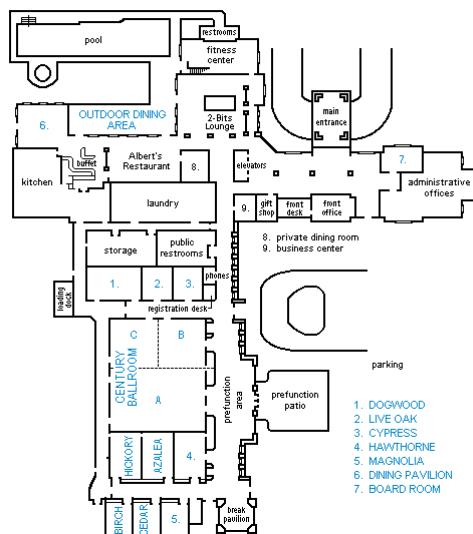 restrooms
pool
fitness
center
2-Bits
Lounge
main
entrance
OUTDOOR DINING
AREA
6.
buffet
Albert's
Restaurant
8.
elevators
7.
kitchen
administrative
offices
laundry
9.
gift
shop
front
desk
front
office
8. private dining room
9. business center
storage
public
restrooms
phones
1.
2.
3.
loading
dock
registration desk
C
B
CENTURY
BALLROOM
A
prefunction
area
prefunction
patio
parking
HICKORY
AZALEA
4.
1. DOGWOOD
2. LIVE OAK
3. CYPRESS
4. HAWTHORNE
5. MAGNOLIA
6. DINING PAVILION
7. BOARD ROOM
BIRCH
CEDAR
5.
break
pavilion